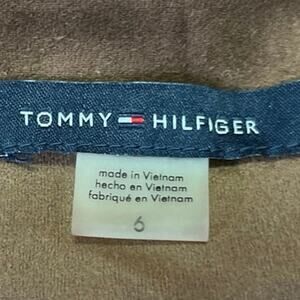 TOMMY HILFIGER
made in Vietnam
hecho en Vietnam
fabriqué en Vietnam
6